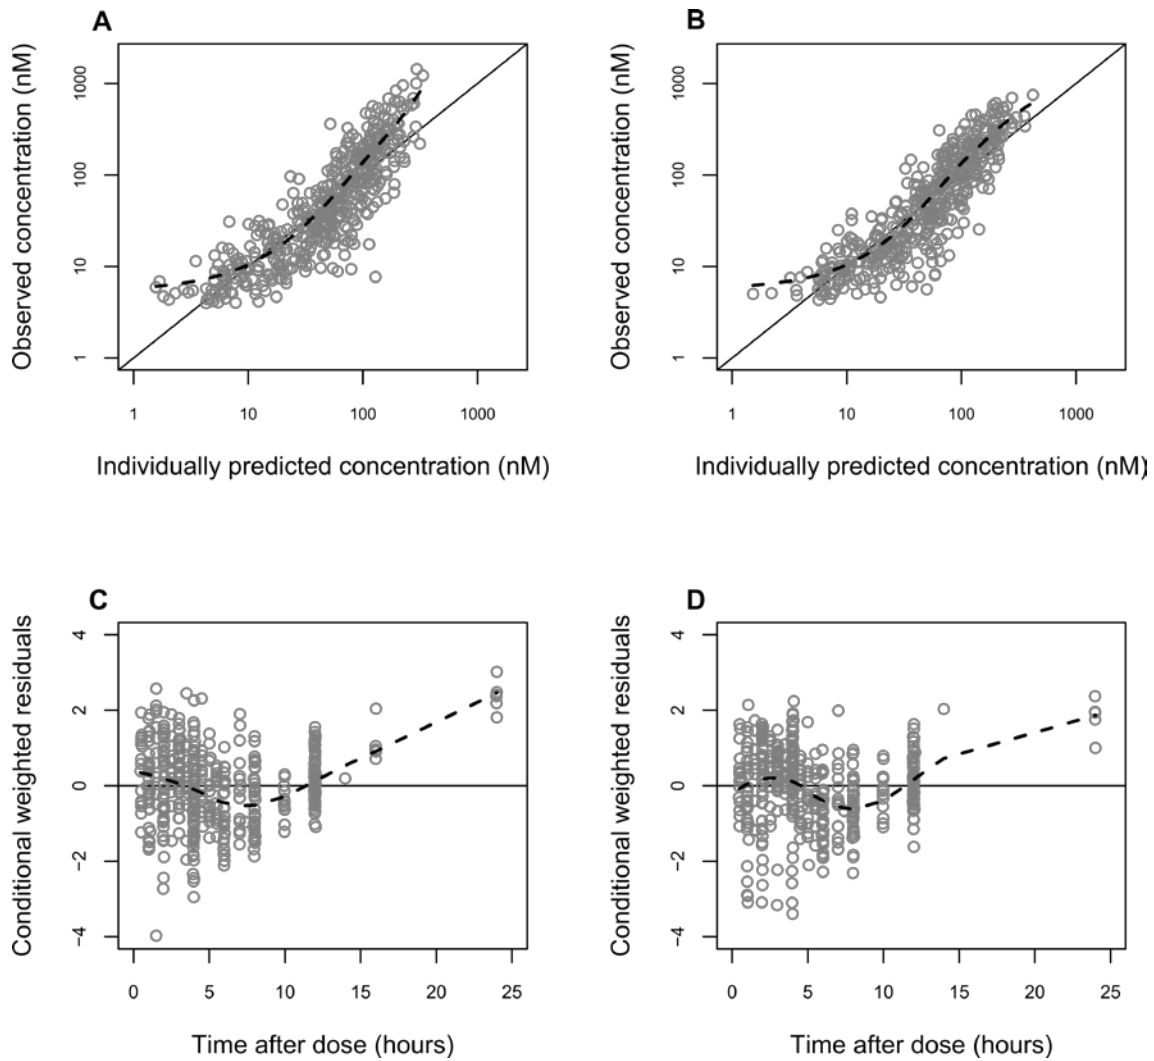 A
Observed concentration (nM)
1000
100
10
1
1 10 100 1000
Individually predicted concentration (nM)
B
Observed concentration (nM)
1000
100
10
1
1 10 100 1000
Individually predicted concentration (nM)
C
Conditional weighted residuals
4
2
0
−2
−4
0 5 10 15 20 25
Time after dose (hours)
D
Conditional weighted residuals
4
2
0
−2
−4
0 5 10 15 20 25
Time after dose (hours)